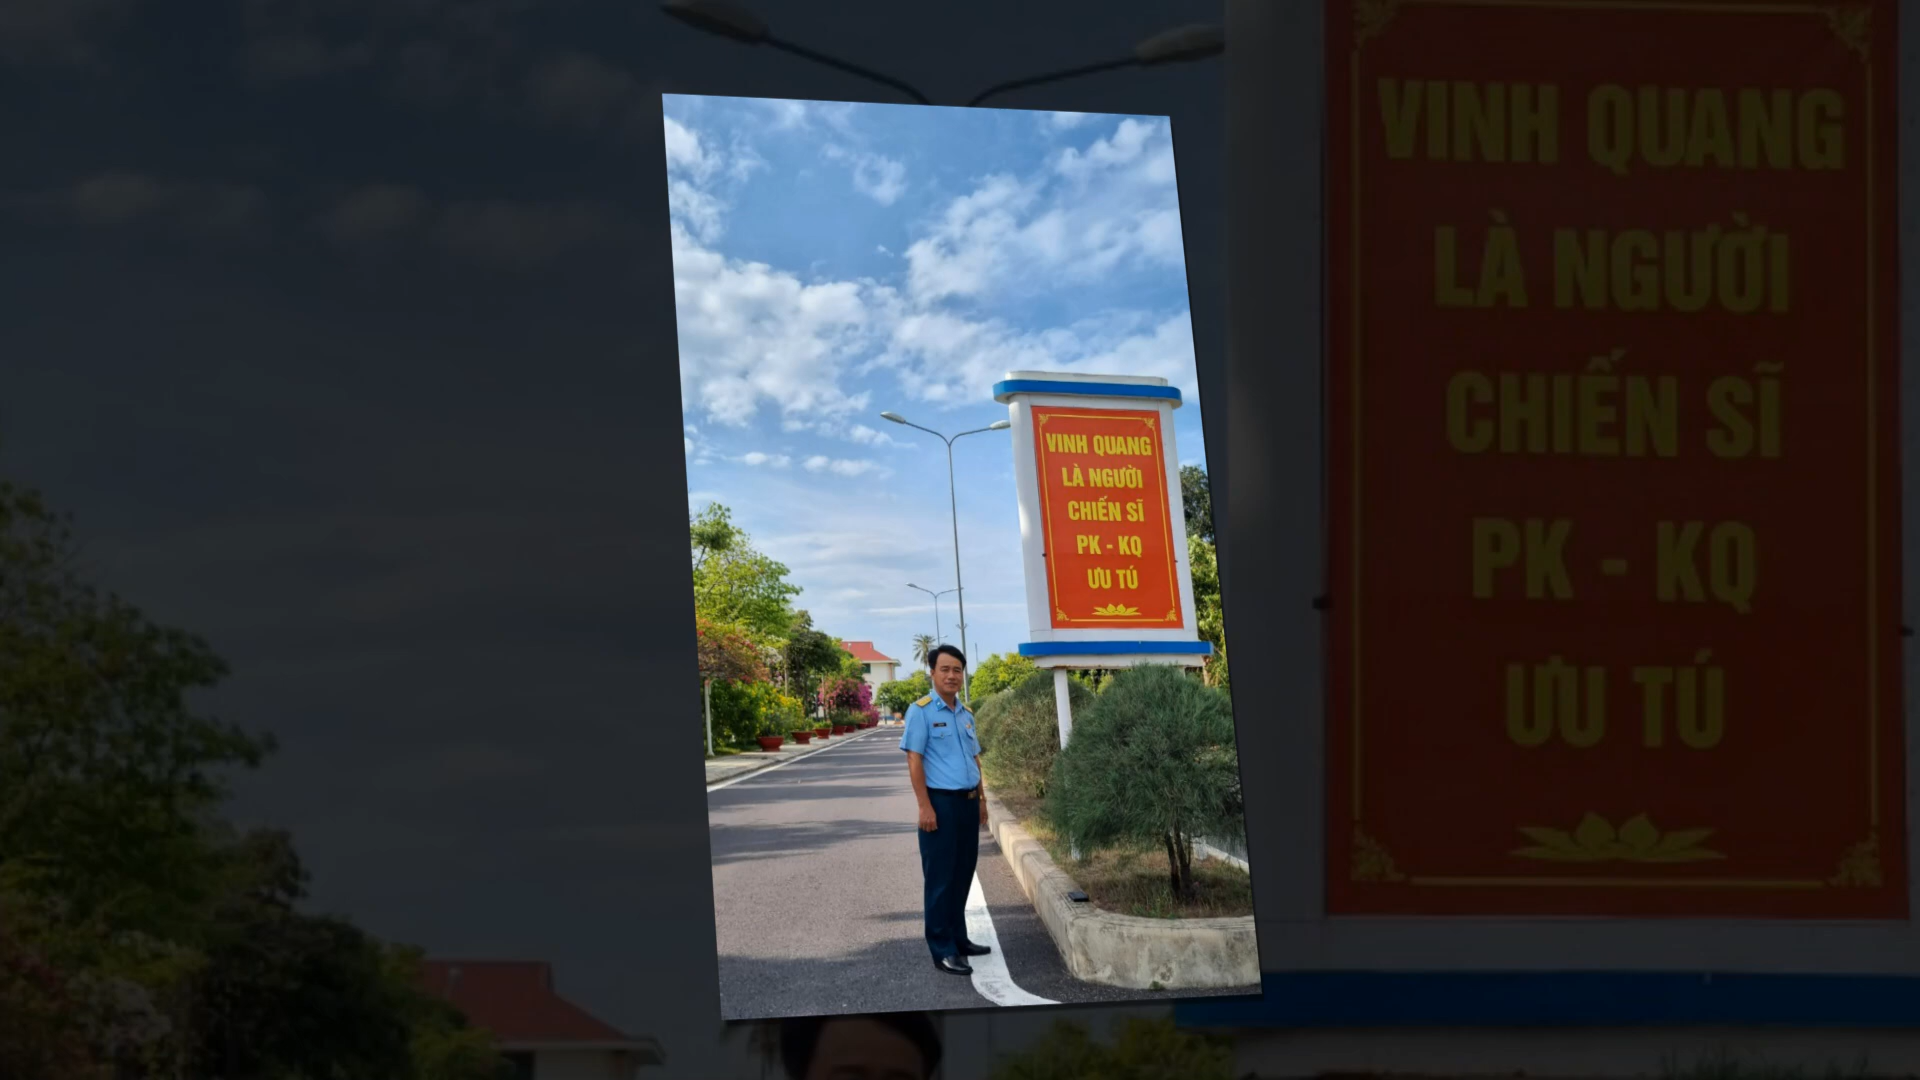 VINH QUANG
LÀ NGƯỜI
CHIẾN SĨ
PK - KQ
ƯU TÚ
VINH QUANG
LÀ NGƯỜI
CHIẾN SĨ
PK - KQ
ƯU TÚ